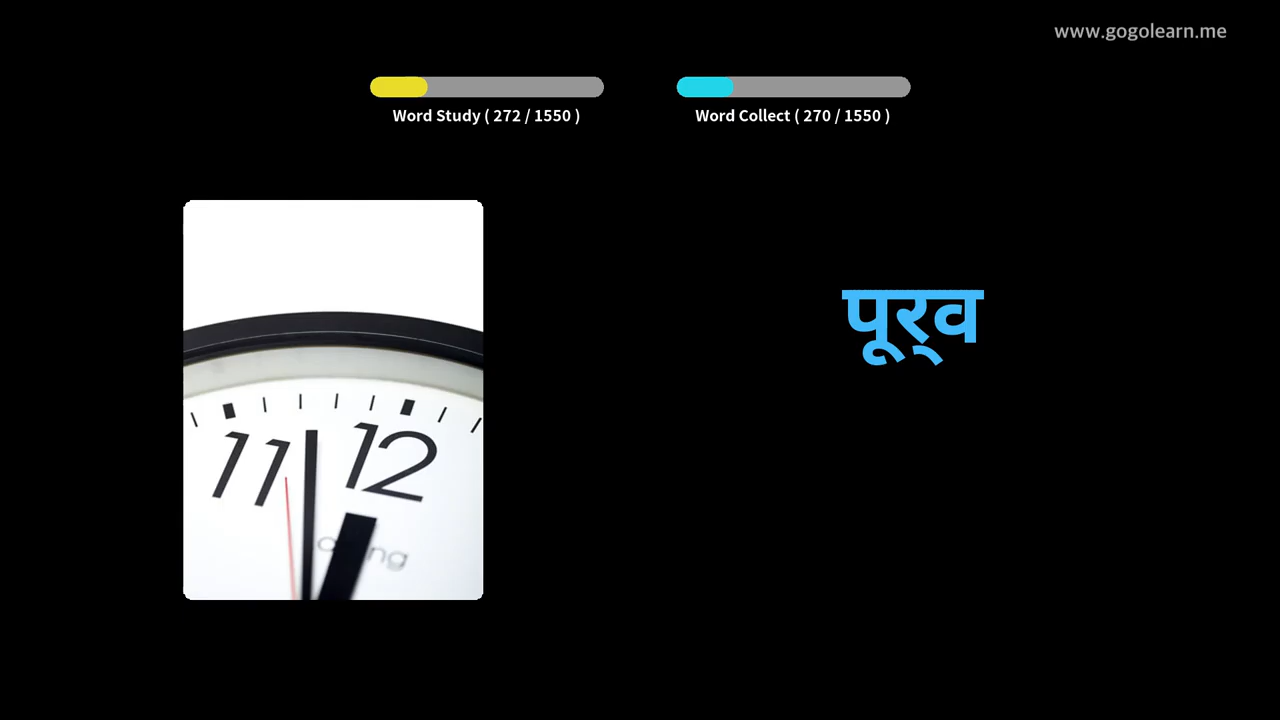 www.gogolearn.me
Word Study ( 272 / 1550 )
Word Collect ( 270 / 1550 )
पूर्व
11 12